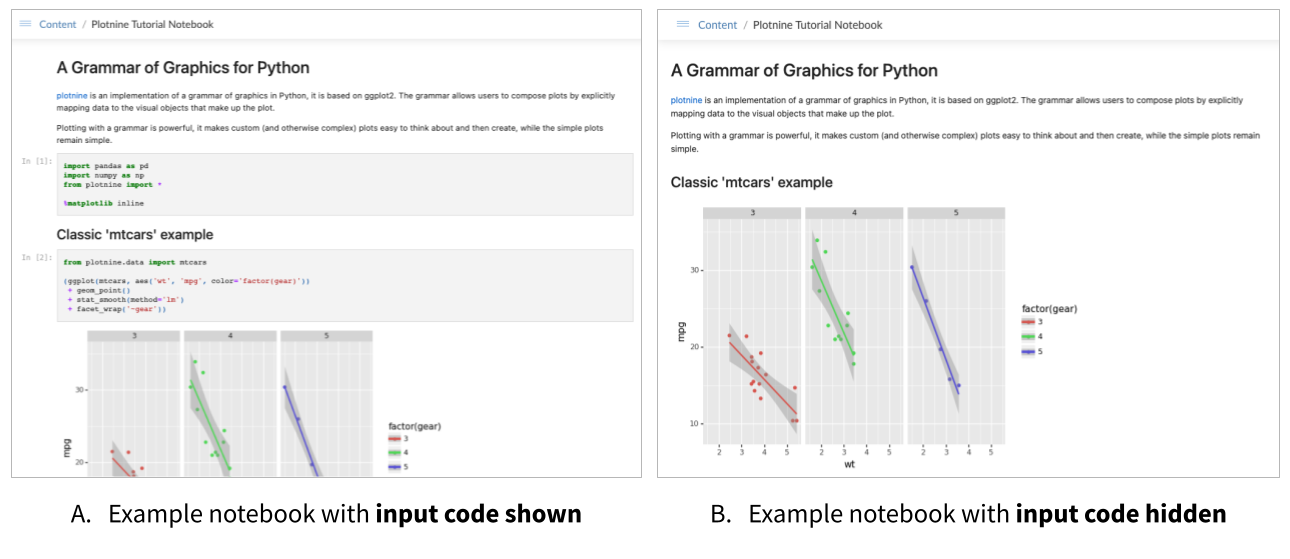 Content / Plotnine Tutorial Notebook
A Grammar of Graphics for Python
plotnine is an implementation of a grammar of graphics in Python, it is based on ggplot2. The grammar allows users to compose plots by explicitly
mapping data to the visual objects that make up the plot.
Plotting with a grammar is powerful, it makes custom (and otherwise complex) plots easy to think about and then create, while the simple plots
remain simple.
In [1]:
import pandas as pd
import numpy as np
from plotnine import *
%matplotlib inline
Classic 'mtcars' example
In [2]:
from plotnine.data import mtcars
(ggplot(mtcars, aes('wt', 'mpg', color='factor(gear)'))
+ geom_point()
+ stat_smooth(method='lm')
+ facet_wrap('~gear'))
3 4 5
30
20
mpg
factor(gear)
3
4
5
A. Example notebook with input code shown
Content / Plotnine Tutorial Notebook
A Grammar of Graphics for Python
plotnine is an implementation of a grammar of graphics in Python, it is based on ggplot2. The grammar allows users to compose plots by explicitly
mapping data to the visual objects that make up the plot.
Plotting with a grammar is powerful, it makes custom (and otherwise complex) plots easy to think about and then create, while the simple plots remain
simple.
Classic 'mtcars' example
3 4 5
30
20
10
mpg
2 3 4 5 2 3 4 5 2 3 4 5
wt
factor(gear)
3
4
5
B. Example notebook with input code hidden